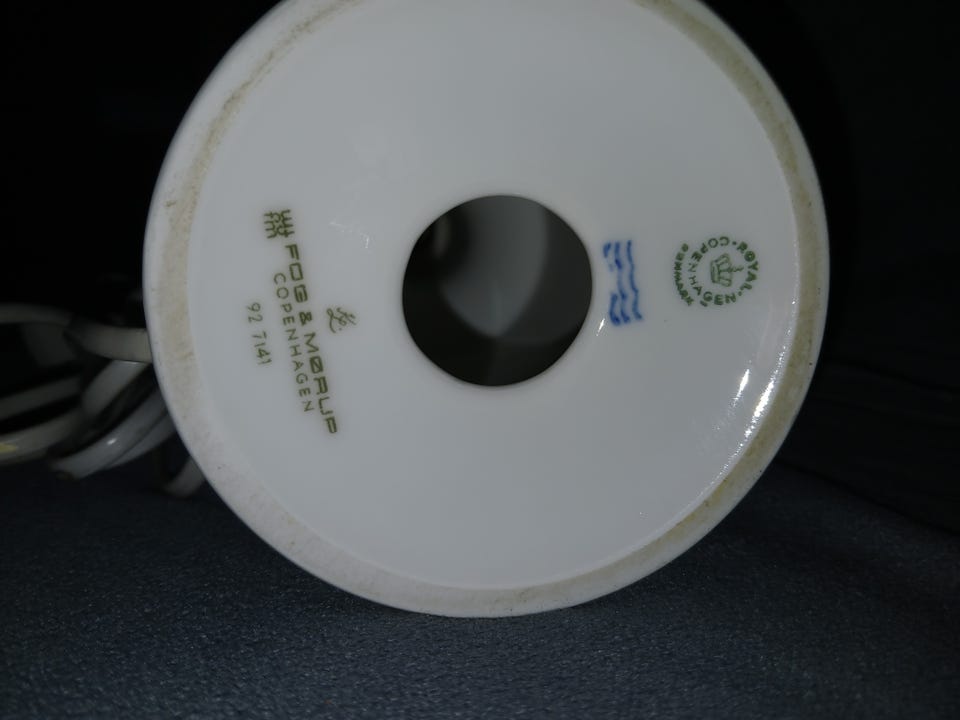 FOG & MØRUP
COPENHAGEN
92 7141
ROYAL
COPENHAGEN
DENMARK